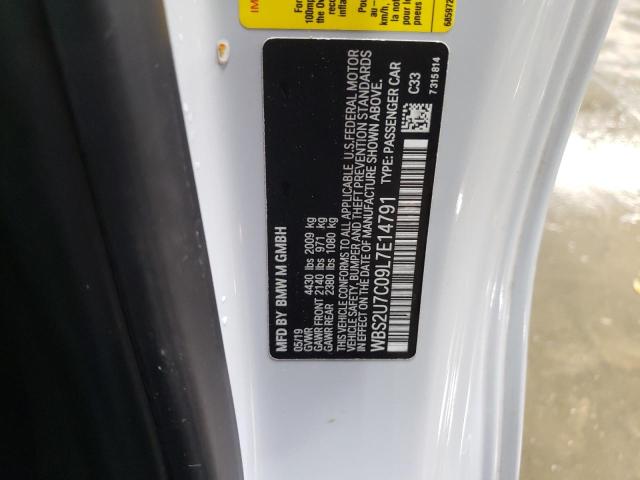 MFD BY BMW M GMBH
05/19
GVWR 4430 lbs 2009 kg
GAWR FRONT 2140 lbs 971 kg
GAWR REAR 2380 lbs 1080 kg
THIS VEHICLE CONFORMS TO ALL APPLICABLE U.S.FEDERAL MOTOR
VEHICLE SAFETY, BUMPER AND THEFT PREVENTION STANDARDS
IN EFFECT ON THE DATE OF MANUFACTURE SHOWN ABOVE.
WBS2U7C09L7E14791 TYPE: PASSENGER CAR
C33
7 315 814